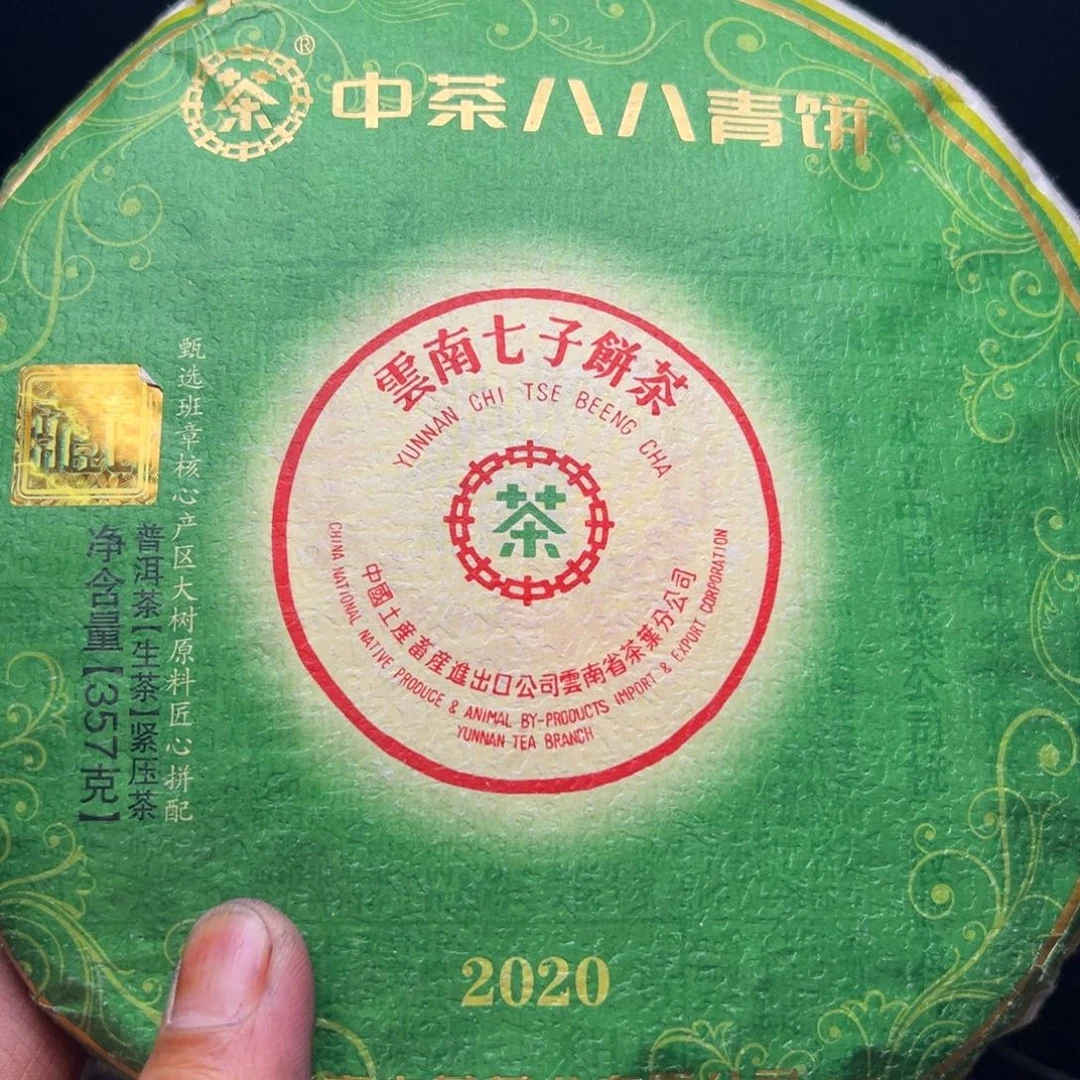 茶®
中茶八八青饼
雲南七子餅茶
YUNNAN CHI TSE BEENG CHA
茶
中國土產畜產進出口公司雲南省茶葉分公司
CHINA NATIONAL NATIVE PRODUCE & ANIMAL BY-PRODUCTS IMPORT & EXPORT CORPORATION
YUNNAN TEA BRANCH
甄选班章核心产区大树原料匠心拼配
普洱茶【生茶】紧压茶
净含量【357克】
2020